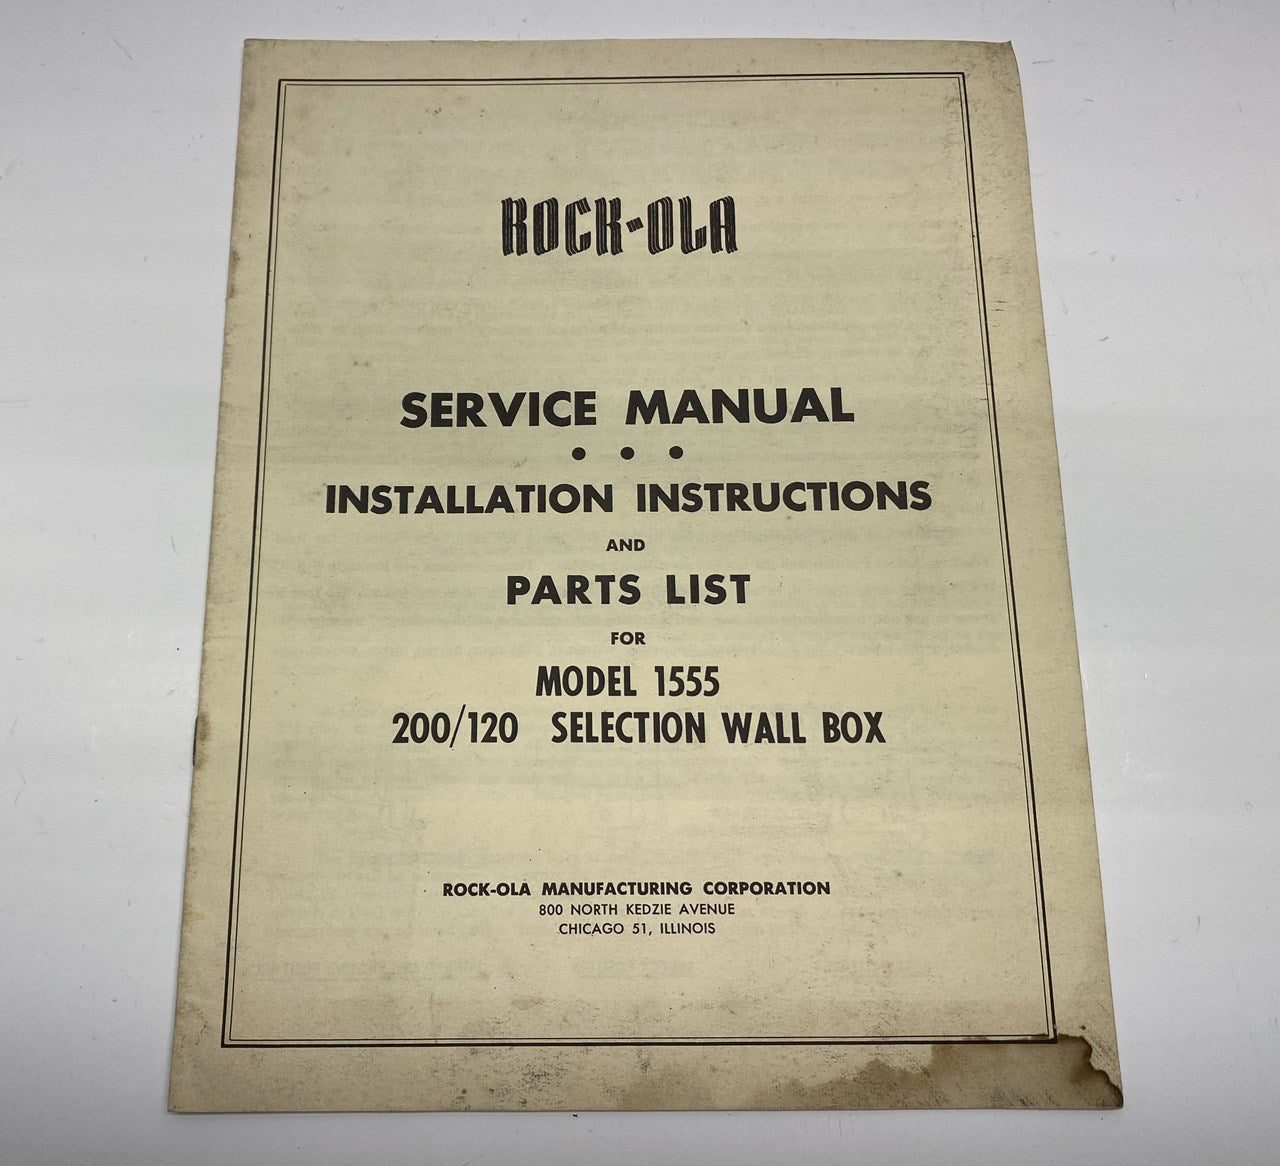 ROCK-OLA
SERVICE MANUAL
• • •
INSTALLATION INSTRUCTIONS
AND
PARTS LIST
FOR
MODEL 1555
200/120 SELECTION WALL BOX
ROCK-OLA MANUFACTURING CORPORATION
800 NORTH KEDZIE AVENUE
CHICAGO 51, ILLINOIS